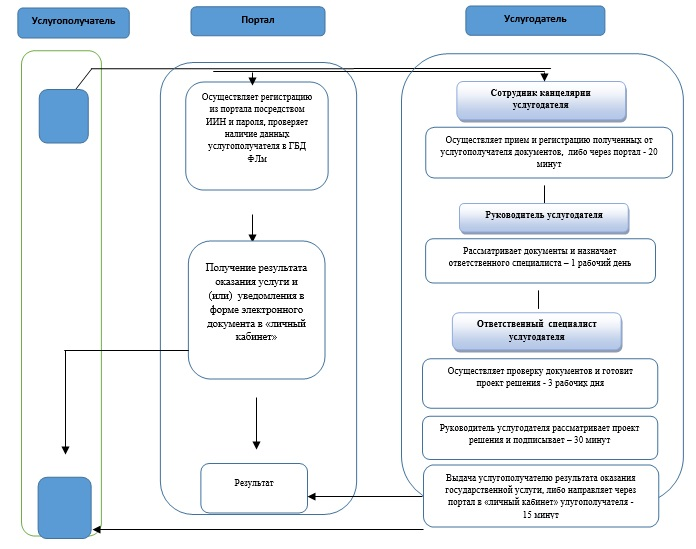 Услугополучатель
Портал
Услугодатель
Осуществляет регистрацию
из портала посредством
ИИН и пароля, проверяет
наличие данных
услугополучателя в ГБД
ФЛм
Получение результата
оказания услуги и
(или) уведомления в
форме электронного
документа в «личный
кабинет»
Результат
Сотрудник канцелярии
услугодателя
Осуществляет прием и регистрацию полученных от
услугополучателя документов, либо через портал - 20
минут
Руководитель услугодателя
Рассматривает документы и назначает
ответственного специалиста – 1 рабочий день
Ответственный специалист
услугодателя
Осуществляет проверку документов и готовит
проект решения - 3 рабочих дня
Руководитель услугодателя рассматривает проект
решения и подписывает – 30 минут
Выдача услугополучателю результата оказания
государственной услуги, либо направляет через
портал в «личный кабинет» улугополучателя -
15 минут